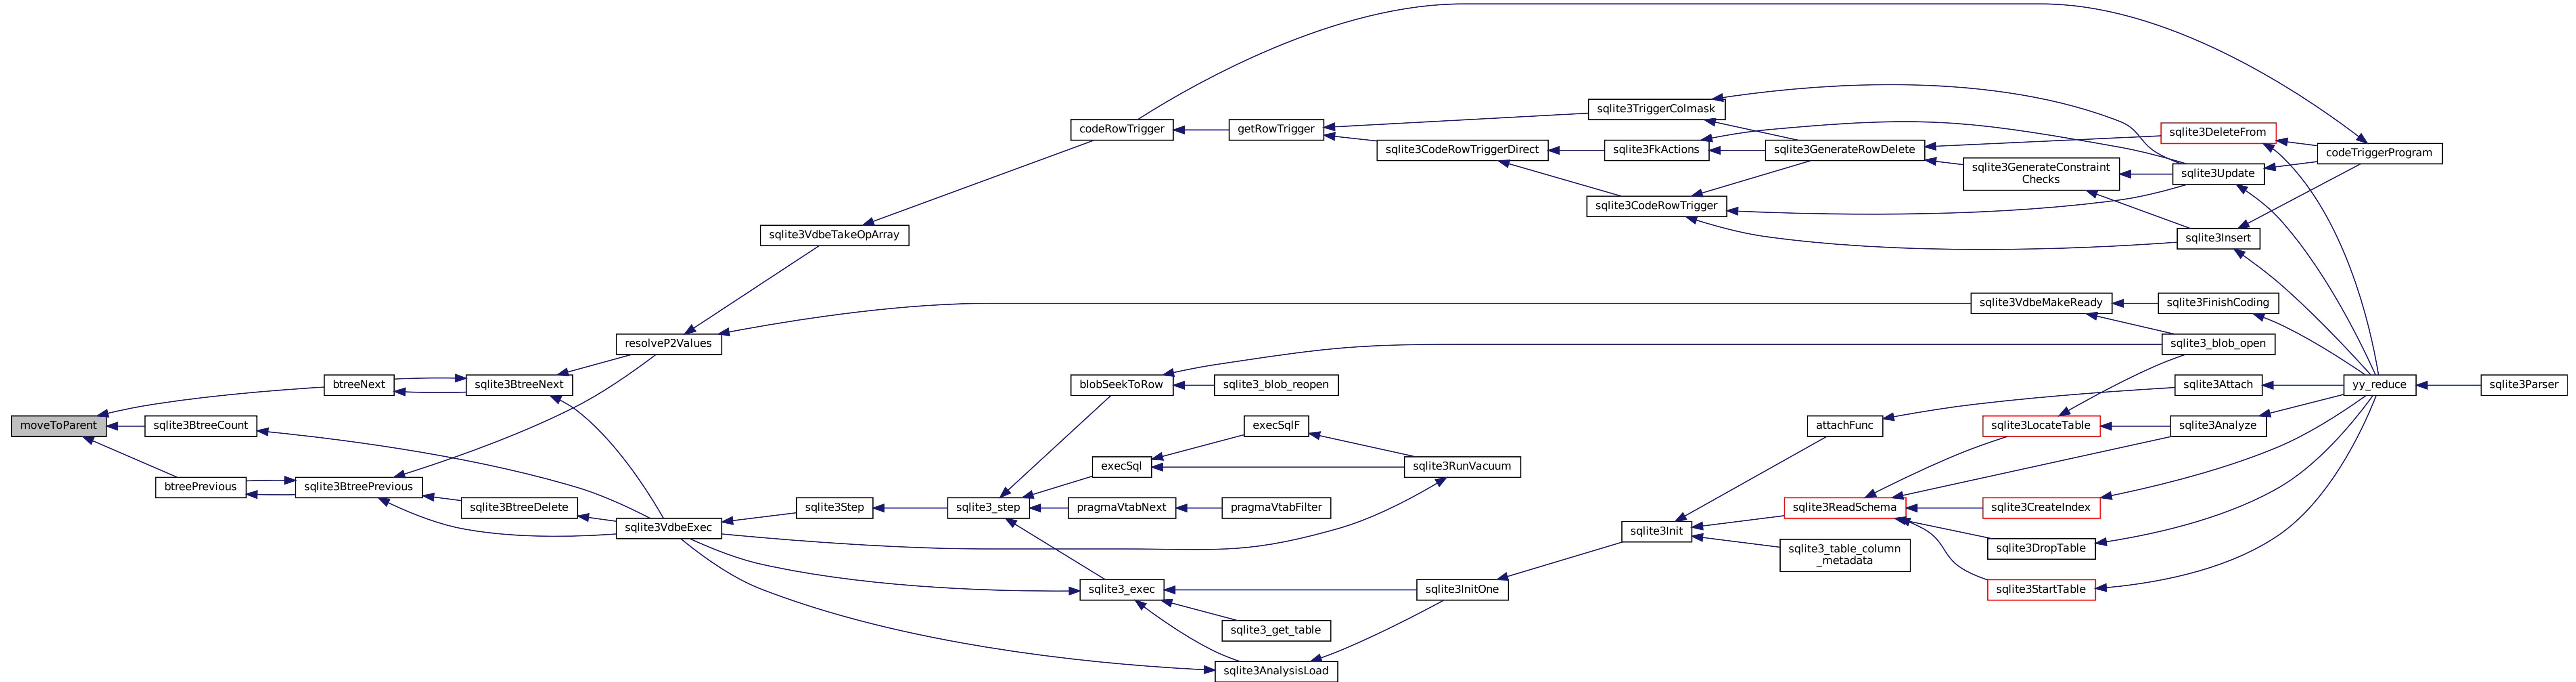 sqlite3TriggerColmask
codeRowTrigger
getRowTrigger
sqlite3DeleteFrom
sqlite3CodeRowTriggerDirect
sqlite3FkActions
sqlite3GenerateRowDelete
codeTriggerProgram
sqlite3GenerateConstraint
Checks
sqlite3Update
sqlite3CodeRowTrigger
sqlite3VdbeTakeOpArray
sqlite3Insert
sqlite3VdbeMakeReady
sqlite3FinishCoding
resolveP2Values
sqlite3_blob_open
btreeNext
sqlite3BtreeNext
blobSeekToRow
sqlite3_blob_reopen
sqlite3Attach
yy_reduce
sqlite3Parser
moveToParent
sqlite3BtreeCount
execSqlF
attachFunc
sqlite3LocateTable
sqlite3Analyze
execSql
sqlite3RunVacuum
btreePrevious
sqlite3BtreePrevious
sqlite3BtreeDelete
sqlite3Step
sqlite3_step
pragmaVtabNext
pragmaVtabFilter
sqlite3ReadSchema
sqlite3CreateIndex
sqlite3VdbeExec
sqlite3Init
sqlite3_table_column
_metadata
sqlite3DropTable
sqlite3_exec
sqlite3InitOne
sqlite3StartTable
sqlite3_get_table
sqlite3AnalysisLoad